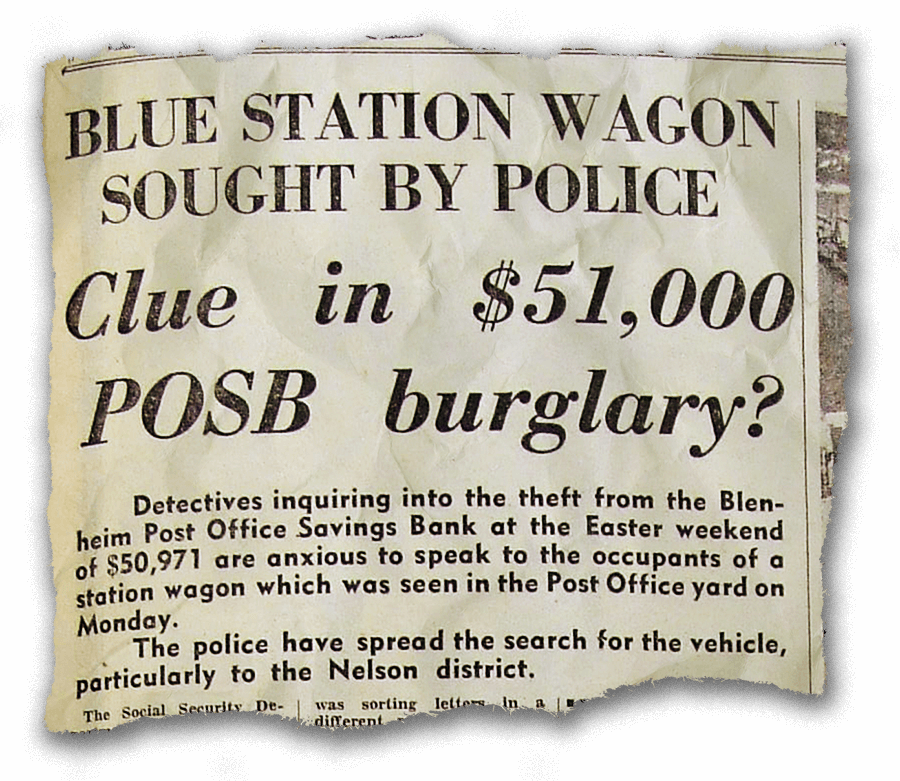 BLUE STATION WAGON
SOUGHT BY POLICE
Clue in $51,000
POSB burglary?
Detectives inquiring into the theft from the Blen-
heim Post Office Savings Bank at the Easter weekend
of $50,971 are anxious to speak to the occupants of a
station wagon which was seen in the Post Office yard on
Monday.
The police have spread the search for the vehicle,
particularly to the Nelson district.
The Social Security De-
was sorting letters in a
different